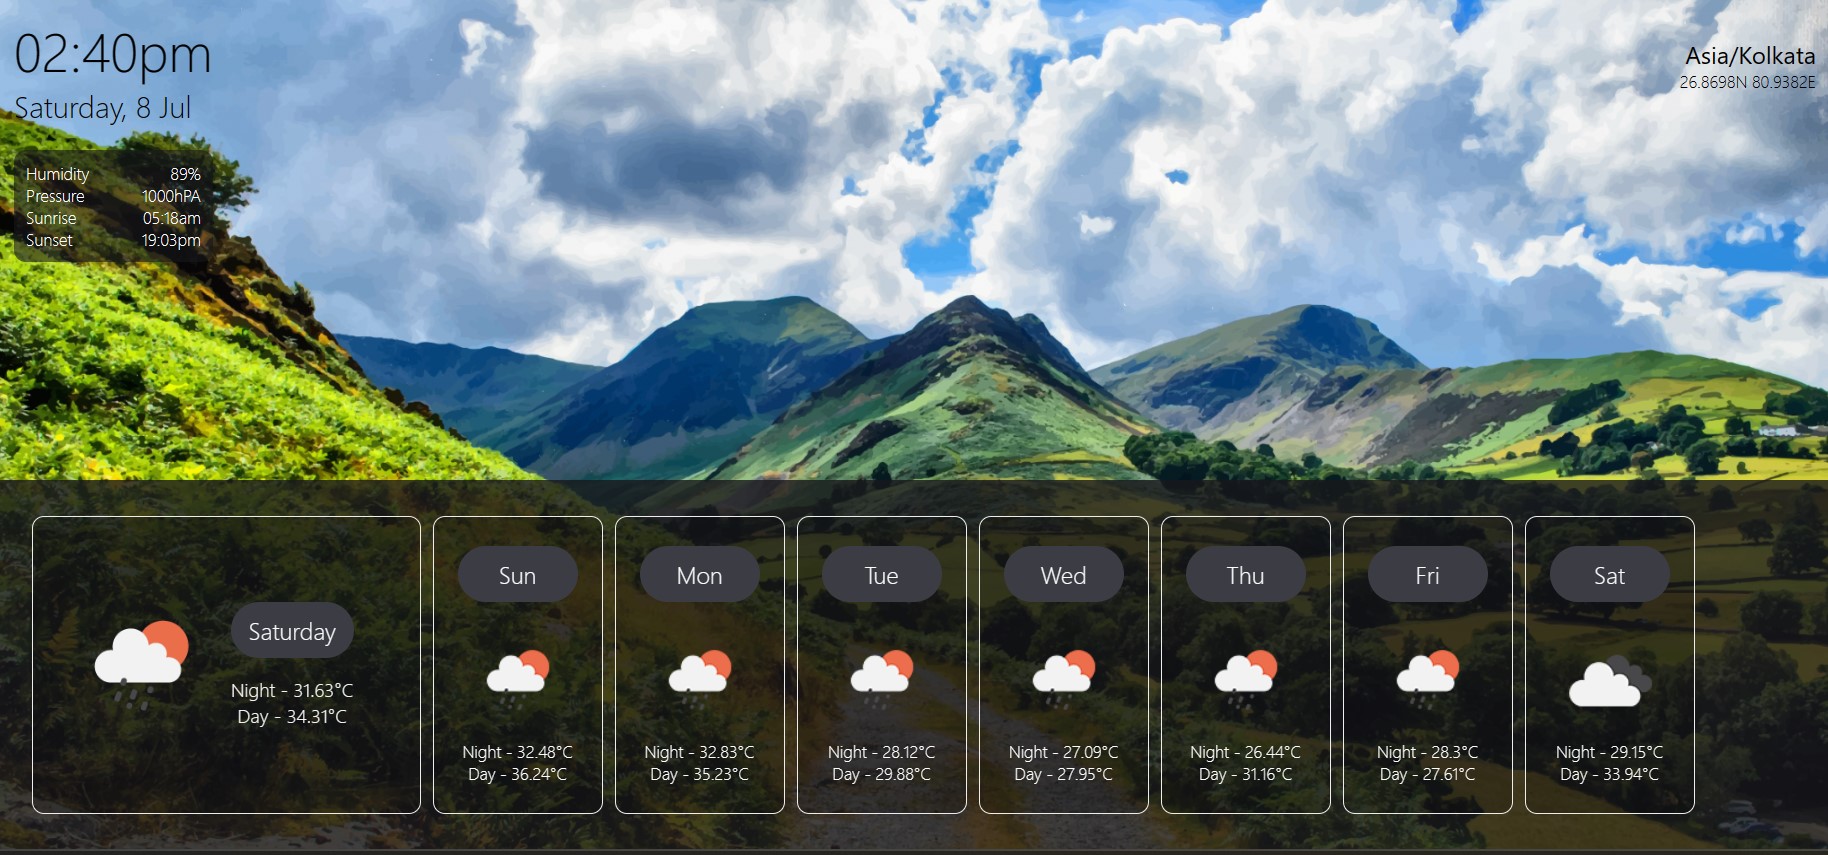 02:40pm
Saturday, 8 Jul
Asia/Kolkata
26.8698N 80.9382E
Humidity 89%
Pressure 1000hPA
Sunrise 05:18am
Sunset 19:03pm
Saturday
Night - 31.63°C
Day - 34.31°C
Sun
Night - 32.48°C
Day - 36.24°C
Mon
Night - 32.83°C
Day - 35.23°C
Tue
Night - 28.12°C
Day - 29.88°C
Wed
Night - 27.09°C
Day - 27.95°C
Thu
Night - 26.44°C
Day - 31.16°C
Fri
Night - 28.3°C
Day - 27.61°C
Sat
Night - 29.15°C
Day - 33.94°C